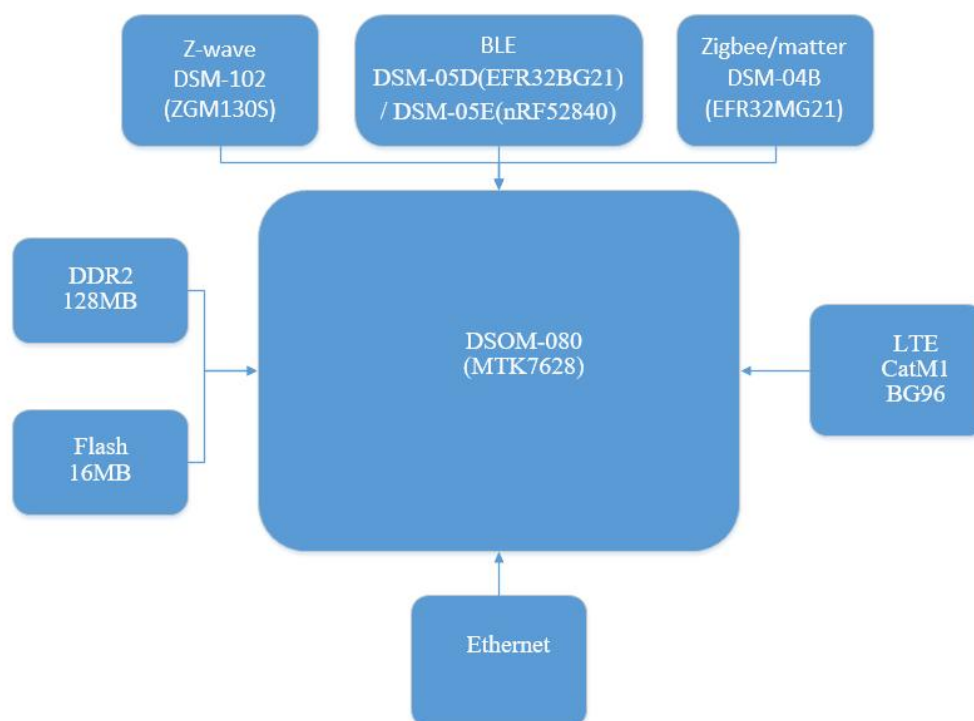 Z-wave
DSM-102
(ZGM130S)
BLE
DSM-05D(EFR32BG21)
/ DSM-05E(nRF52840)
Zigbee/matter
DSM-04B
(EFR32MG21)
DDR2
128MB
Flash
16MB
DSOM-080
(MTK7628)
LTE
CatM1
BG96
Ethernet